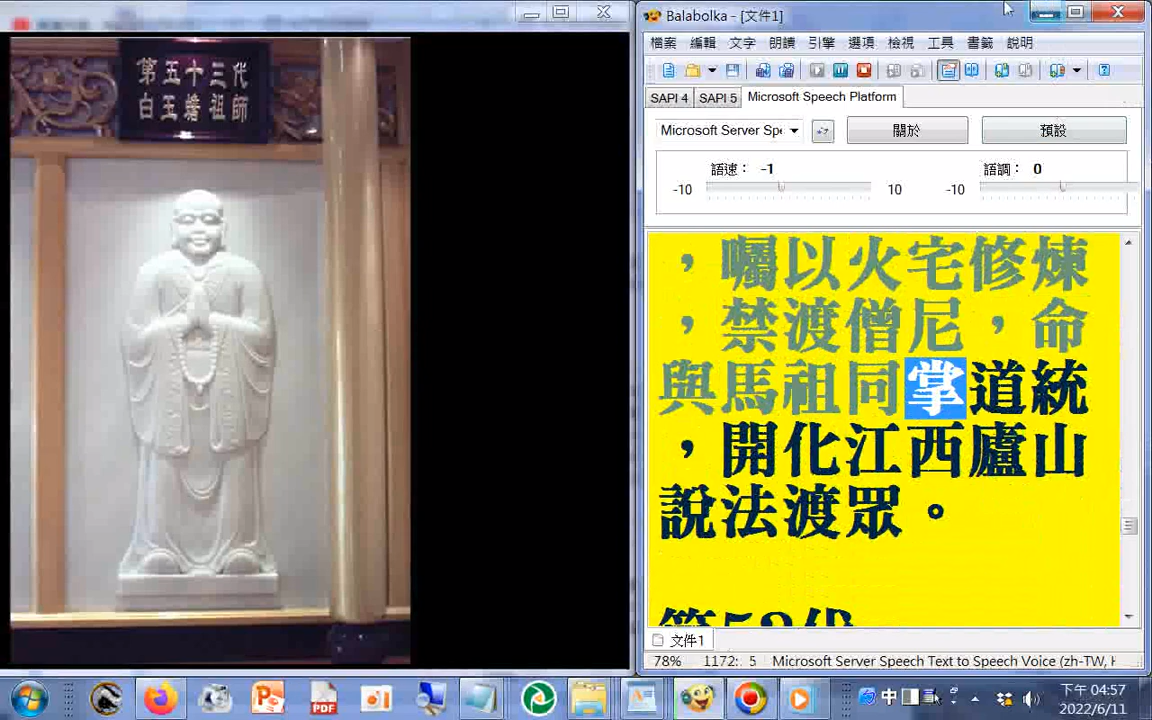 第五十三代
白玉蟾祖師
Balabolka - [文件1]
檔案 編輯 文字 朗讀 引擎 選項 檢視 工具 書籤 說明
SAPI 4 SAPI 5 Microsoft Speech Platform
Microsoft Server Spe 關於 預設
語速： -1 語調： 0
-10 10 -10
，囑以火宅修煉
，禁渡僧尼，命
與馬祖同掌道統
，開化江西廬山
說法渡眾。
第52代
文件1
78% 1172: 5 Microsoft Server Speech Text to Speech Voice (zh-TW, H
PDF
中
下午 04:57
2022/6/11